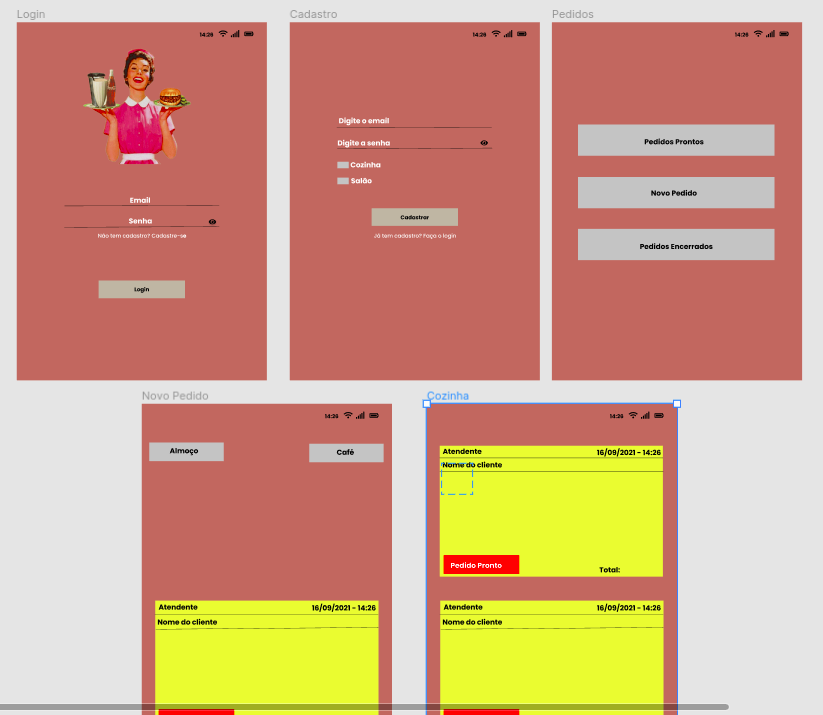 Login
14:26
Email
Senha
Não tem cadastro? Cadastre-se
Login
Cadastro
14:26
Digite o email
Digite a senha
Cozinha
Salão
Cadastrar
Já tem cadastro? Faça o login
Pedidos
14:26
Pedidos Prontos
Novo Pedido
Pedidos Encerrados
Novo Pedido
14:26
Almoço
Café
Atendente 16/09/2021 - 14:26
Nome do cliente
Cozinha
14:26
Atendente 16/09/2021 - 14:26
Nome do cliente
Pedido Pronto
Total:
Atendente 16/09/2021 - 14:26
Nome do cliente